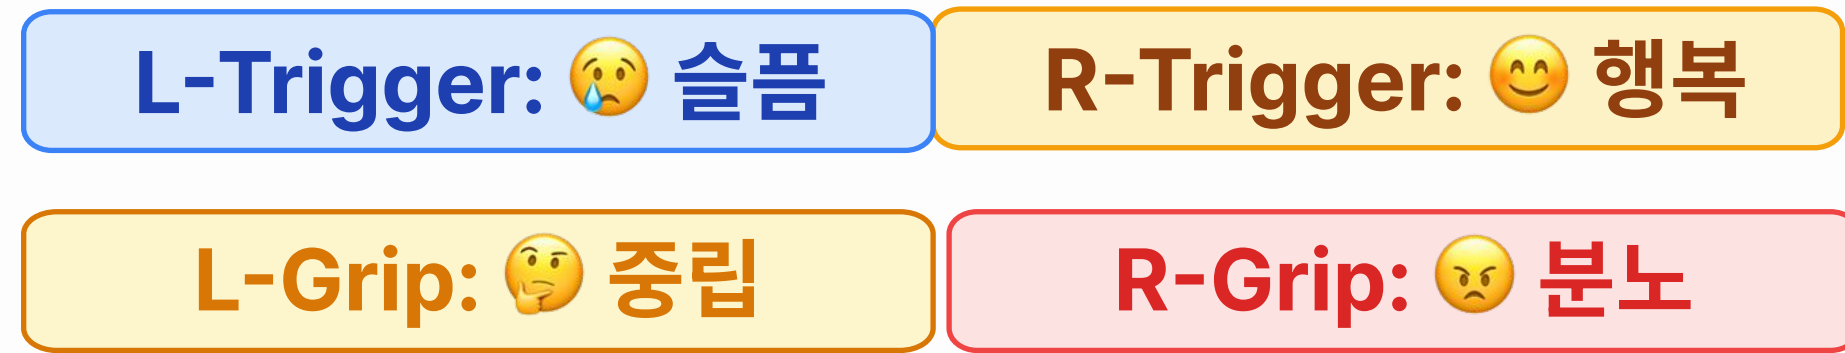 L-Trigger: 😢 슬픔
R-Trigger: 😊 행복
L-Grip: 🤔 중립
R-Grip: 😠 분노